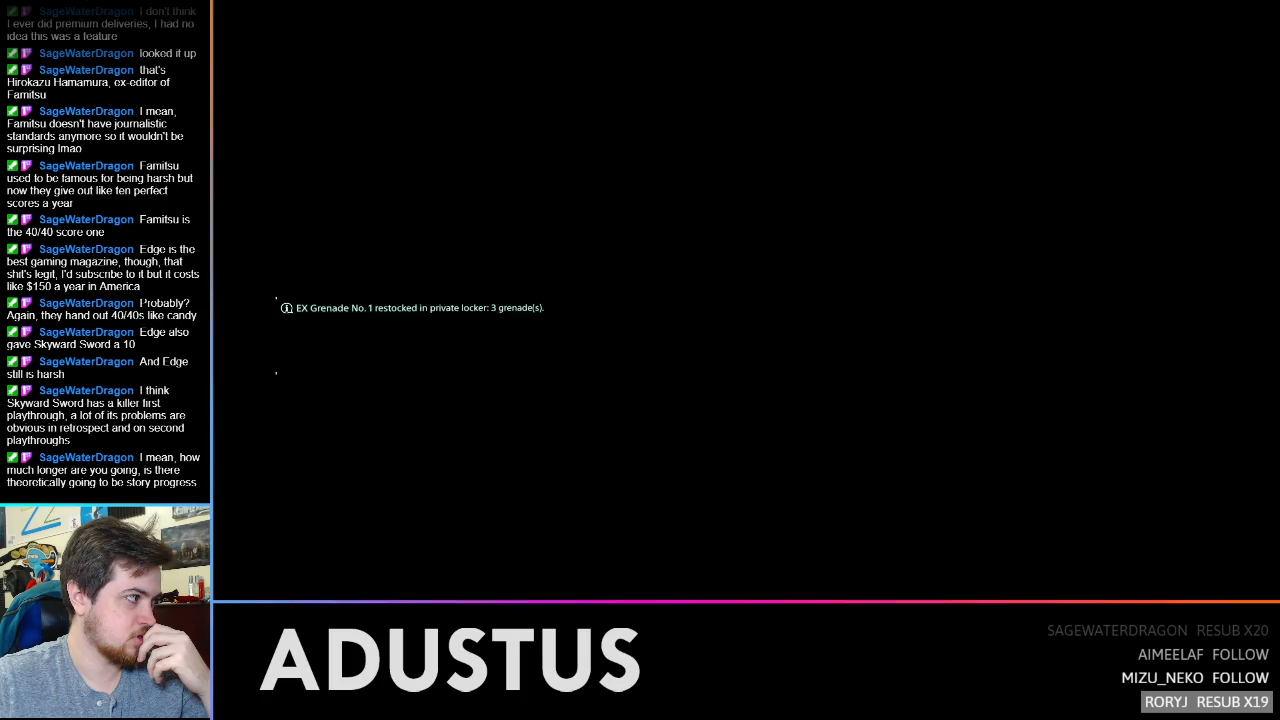 I don't think
I ever did premium deliveries, I had no
idea this was a feature
SageWaterDragon looked it up
SageWaterDragon that's
Hirokazu Hamamura, ex-editor of
Famitsu
SageWaterDragon I mean,
Famitsu doesn't have journalistic
standards anymore so it wouldn't be
surprising lmao
SageWaterDragon Famitsu
used to be famous for being harsh but
now they give out like ten perfect
scores a year
SageWaterDragon Famitsu is
the 40/40 score one
SageWaterDragon Edge is the
best gaming magazine, though, that
shit's legit, I'd subscribe to it but it costs
like $150 a year in America
SageWaterDragon Probably?
Again, they hand out 40/40s like candy
SageWaterDragon Edge also
gave Skyward Sword a 10
SageWaterDragon And Edge
still is harsh
SageWaterDragon I think
Skyward Sword has a killer first
playthrough, a lot of its problems are
obvious in retrospect and on second
playthroughs
SageWaterDragon I mean, how
much longer are you going, is there
theoretically going to be story progress
EX Grenade No. 1 restocked in private locker: 3 grenade(s).
ADUSTUS
SAGEWATERDRAGON RESUB X20
AIMEELAF FOLLOW
MIZU_NEKO FOLLOW
RORYJ RESUB X19